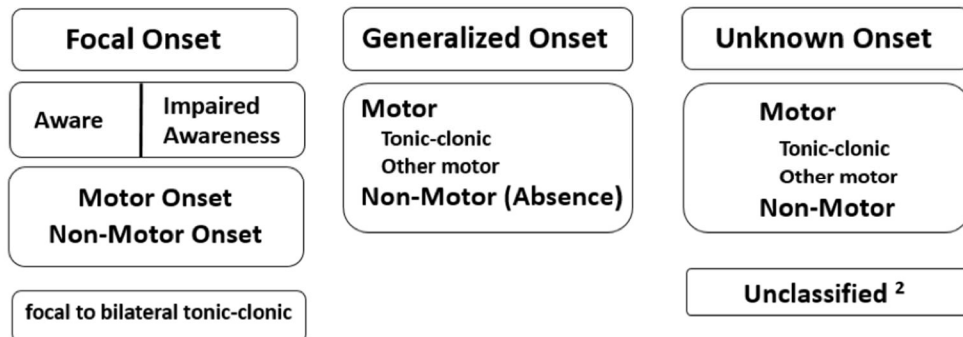 Focal Onset
Aware
Impaired
Awareness
Motor Onset
Non-Motor Onset
focal to bilateral tonic-clonic
Generalized Onset
Motor
Tonic-clonic
Other motor
Non-Motor (Absence)
Unknown Onset
Motor
Tonic-clonic
Other motor
Non-Motor
Unclassified ²